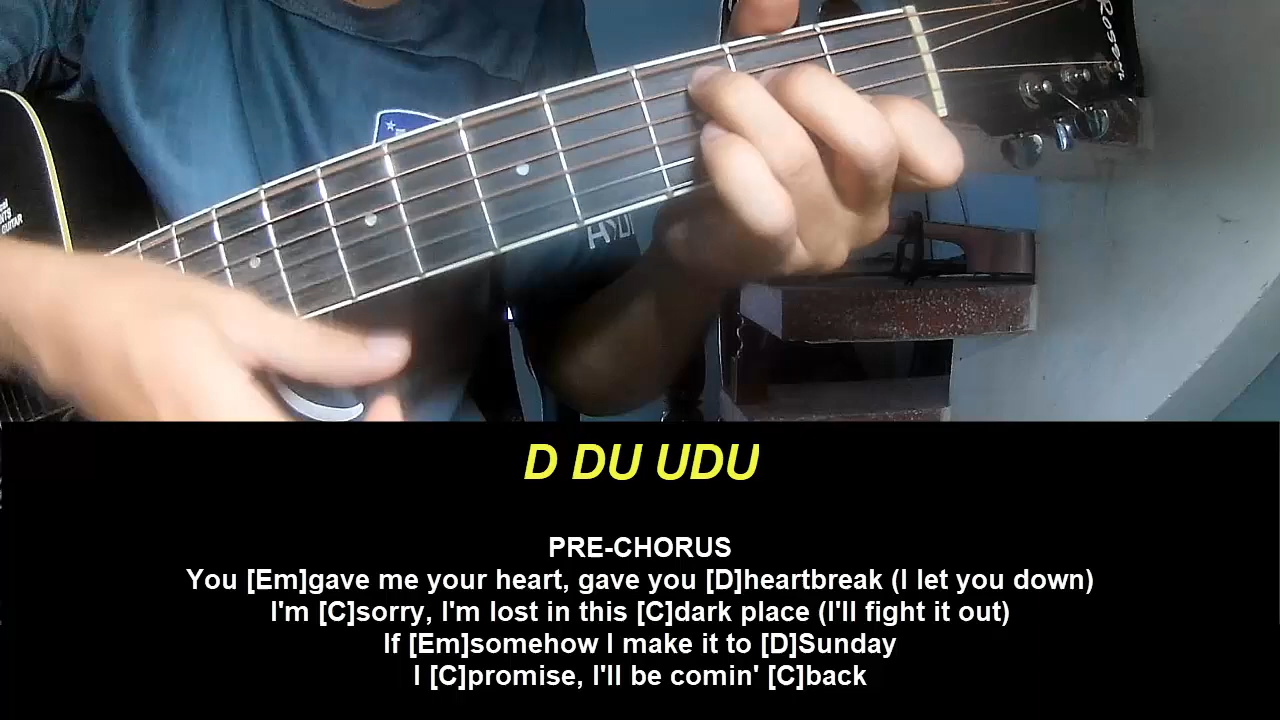 D DU UDU
PRE-CHORUS
You [Em]gave me your heart, gave you [D]heartbreak (I let you down)
I'm [C]sorry, I'm lost in this [C]dark place (I'll fight it out)
If [Em]somehow I make it to [D]Sunday
I [C]promise, I'll be comin' [C]back